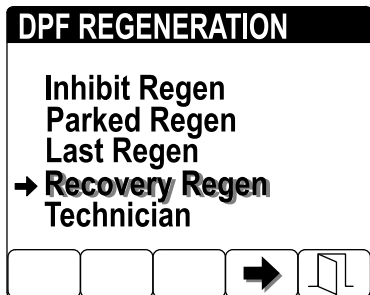 DPF REGENERATION
Inhibit Regen
Parked Regen
Last Regen
Recovery Regen
Technician